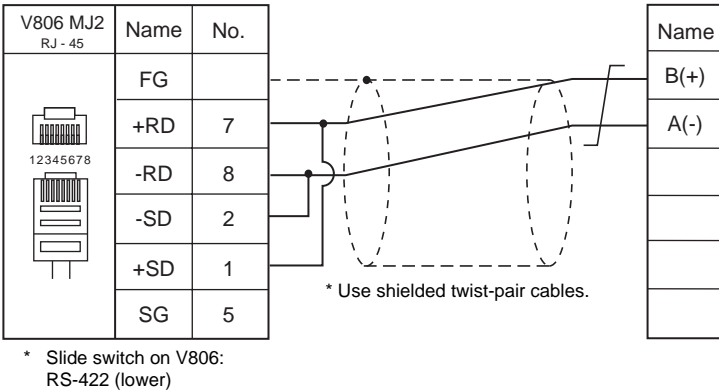 V806 MJ2
RJ - 45
Name No.
Name
FG
B(+)
+RD 7
A(-)
12345678
-RD 8
-SD 2
+SD 1
* Use shielded twist-pair cables.
SG 5
* Slide switch on V806:
RS-422 (lower)